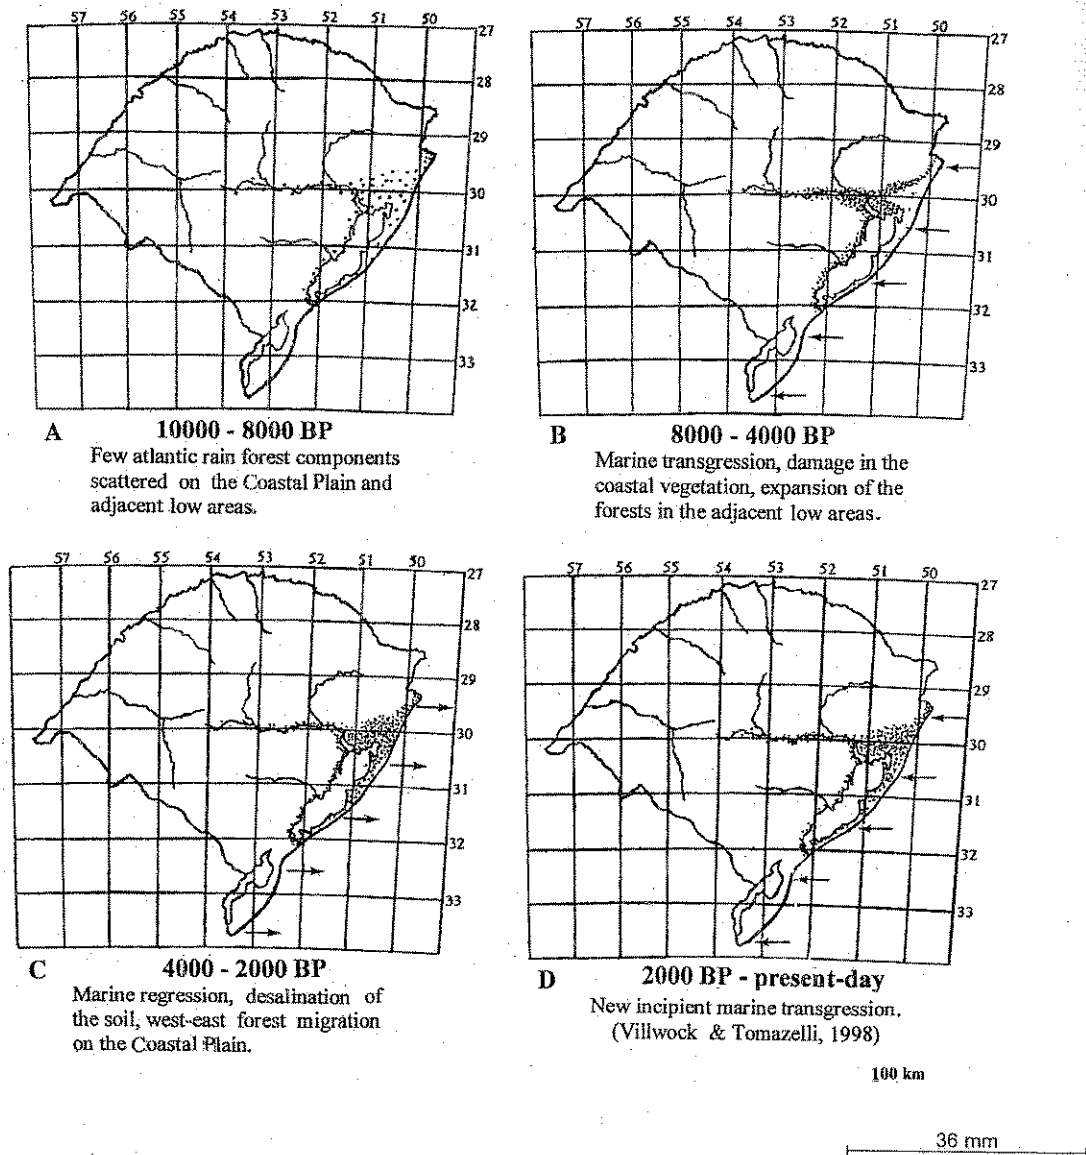 57 56 55 54 53 52 51 50
27
28
29
30
31
32
33
A 10000 - 8000 BP
Few atlantic rain forest components
scattered on the Coastal Plain and
adjacent low areas.
57 56 55 54 53 52 51 50
27
28
29
30
31
32
33
B 8000 - 4000 BP
Marine transgression, damage in the
coastal vegetation, expansion of the
forests in the adjacent low areas.
57 56 55 54 53 52 51 50
27
28
29
30
31
32
33
C 4000 - 2000 BP
Marine regression, desalination of
the soil, west-east forest migration
on the Coastal Plain.
57 56 55 54 53 52 51 50
27
28
29
30
31
32
33
D 2000 BP - present-day
New incipient marine transgression.
(Villwock & Tomazelli, 1998)
100 km
36 mm